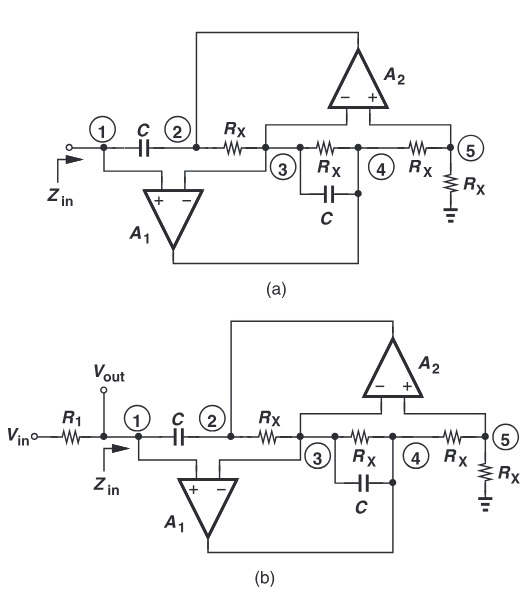 A2
− +
1 C 2 RX 3 RX 4 RX 5
Zin
+ −
C
RX
A1
(a)
A2
− +
Vout
Vin R1 1 C 2 RX 3 RX 4 RX 5
Zin
+ −
C
RX
A1
(b)